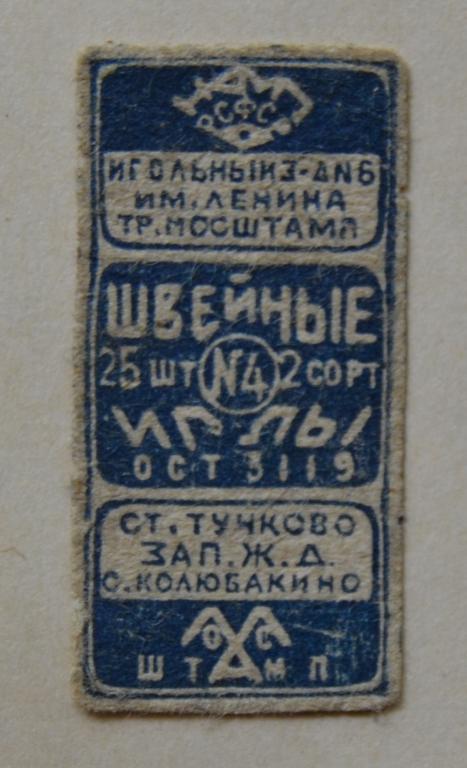 НКМП
РСФСР
ИГОЛЬНЫЙ З-Д №6
ИМ. ЛЕНИНА
ТР. МОСШТАМП
ШВЕЙНЫЕ
25 ШТ №4 2 СОРТ
ИГЛЫ
ОСТ 3119
СТ. ТУЧКОВО
ЗАП. Ж. Д.
С. КОЛЮБАКИНО
МОС
ШТАМП